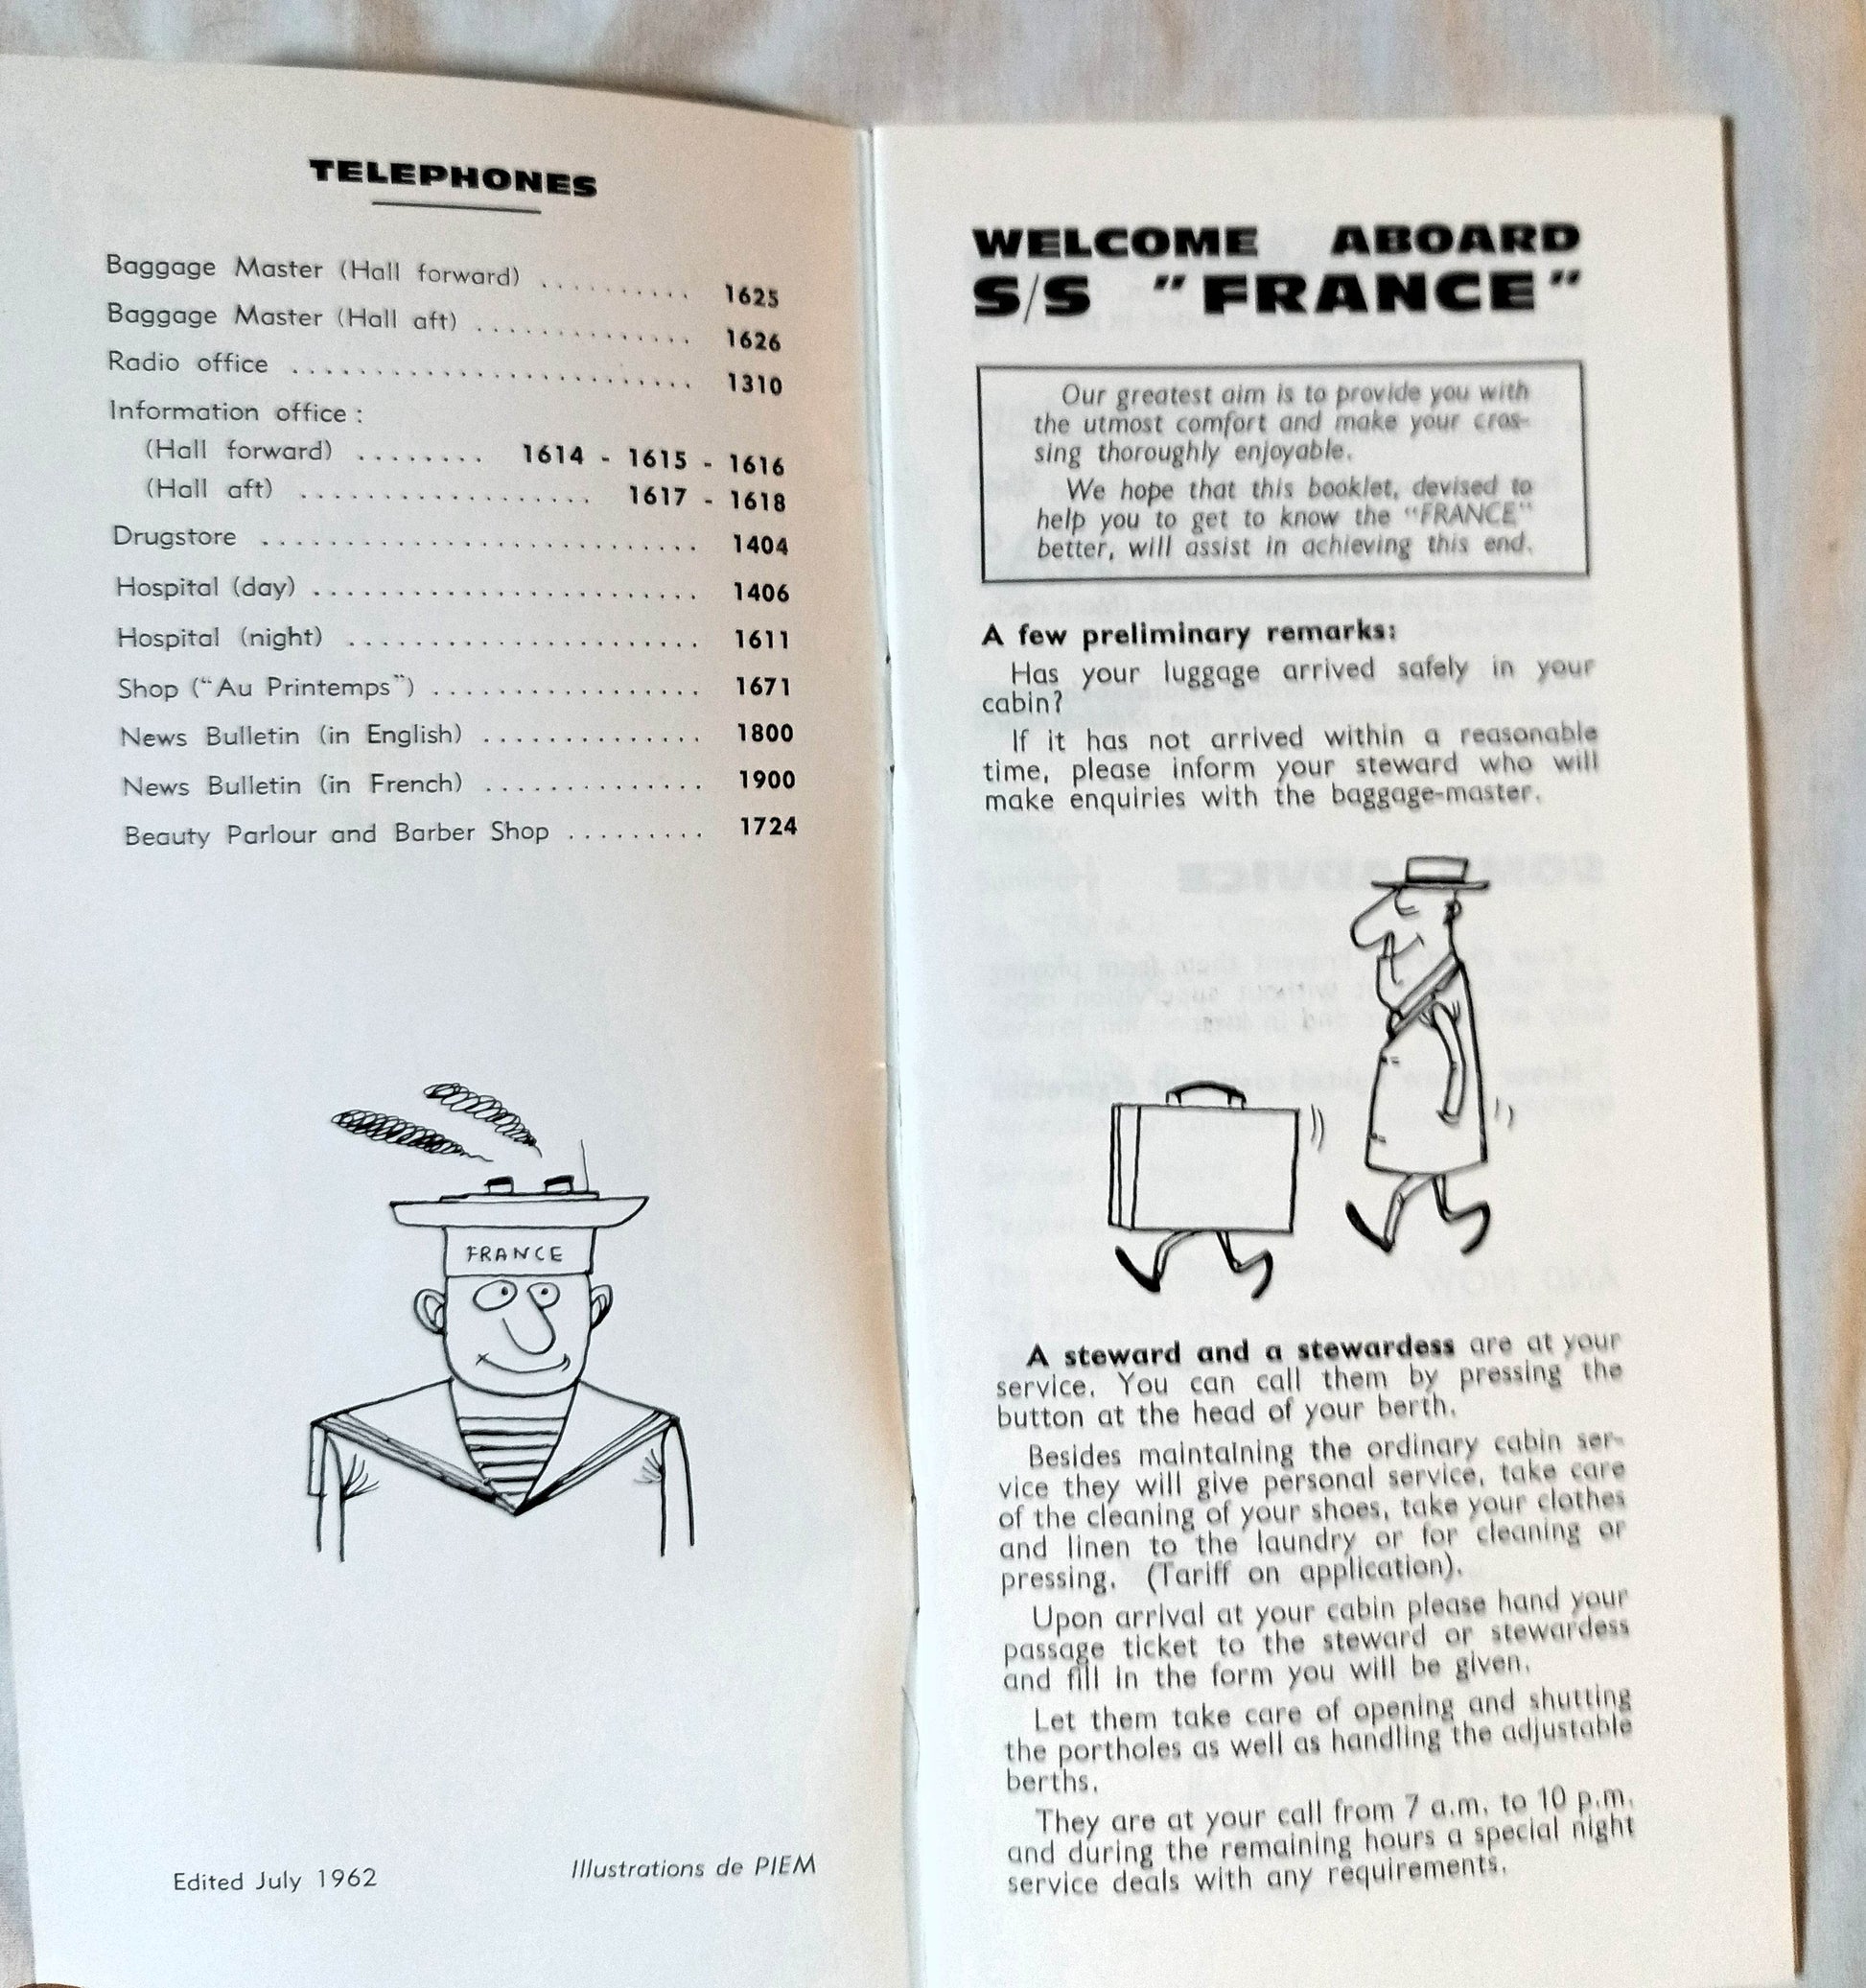 TELEPHONES
Baggage Master (Hall forward) .......... 1625
Baggage Master (Hall aft) ............. 1626
Radio office ........................ 1310
Information office :
(Hall forward) ........ 1614 - 1615 - 1616
(Hall aft) .................. 1617 - 1618
Drugstore ........................... 1404
Hospital (day) ........................ 1406
Hospital (night) ...................... 1611
Shop (“Au Printemps”) ................. 1671
News Bulletin (in English) .............. 1800
News Bulletin (in French) .............. 1900
Beauty Parlour and Barber Shop ......... 1724
FRANCE
Edited July 1962
Illustrations de PIEM
WELCOME ABOARD
S/S "FRANCE"
Our greatest aim is to provide you with
the utmost comfort and make your cros-
sing thoroughly enjoyable.
We hope that this booklet, devised to
help you to get to know the “FRANCE”
better, will assist in achieving this end.
A few preliminary remarks:
Has your luggage arrived safely in your
cabin?
If it has not arrived within a reasonable
time, please inform your steward who will
make enquiries with the baggage-master.
A steward and a stewardess are at your
service. You can call them by pressing the
button at the head of your berth.
Besides maintaining the ordinary cabin ser-
vice they will give personal service, take care
of the cleaning of your shoes, take your clothes
and linen to the laundry or for cleaning or
pressing. (Tariff on application).
Upon arrival at your cabin please hand your
passage ticket to the steward or stewardess
and fill in the form you will be given.
Let them take care of opening and shutting
the portholes as well as handling the adjustable
berths.
They are at your call from 7 a.m. to 10 p.m.
and during the remaining hours a special night
service deals with any requirements.